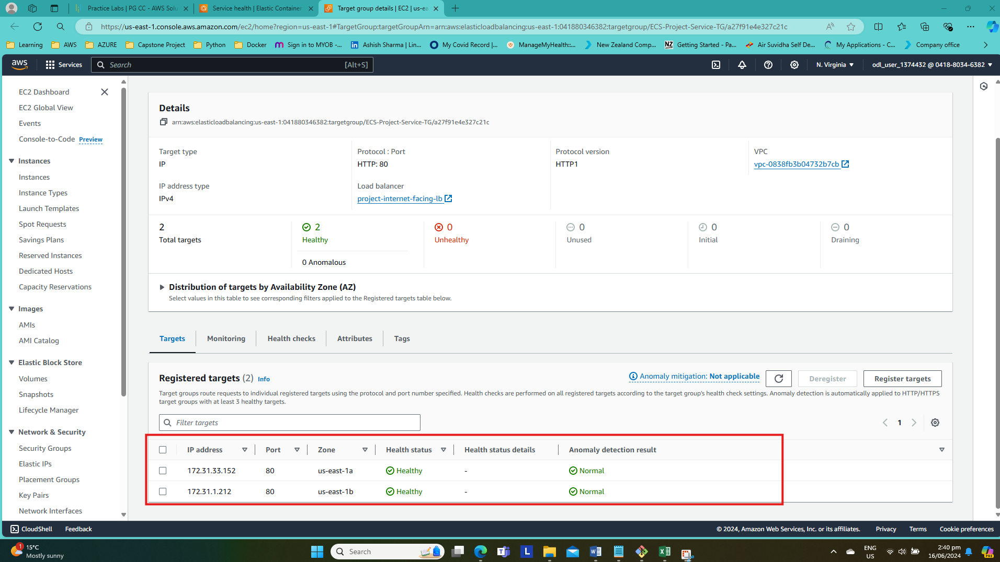 Practice Labs | PG CC - AWS Solu
Service health | Elastic Container
Target group details | EC2 | us-ea
https://us-east-1.console.aws.amazon.com/ec2/home?region=us-east-1#TargetGroup:targetGroupArn=arn:aws:elasticloadbalancing:us-east-1:041880346382:targetgroup/ECS-Project-Service-TG/a27f91e4e327c21c
Learning AWS AZURE Capstone Project Python Docker Sign in to MYOB -... Ashish Sharma | Lin... My Covid Record |... ManageMyHealth::... New Zealand Comp... NZ Getting Started - Pa... Air Suvidha Self De... My Applications - C... Company office
aws Services Search [Alt+S] N. Virginia odl_user_1374432 @ 0418-8034-6382
EC2 Dashboard
EC2 Global View
Events
Console-to-Code Preview
Instances
Instances
Instance Types
Launch Templates
Spot Requests
Savings Plans
Reserved Instances
Dedicated Hosts
Capacity Reservations
Images
AMIs
AMI Catalog
Elastic Block Store
Volumes
Snapshots
Lifecycle Manager
Network & Security
Security Groups
Elastic IPs
Placement Groups
Key Pairs
Network Interfaces
Details
arn:aws:elasticloadbalancing:us-east-1:041880346382:targetgroup/ECS-Project-Service-TG/a27f91e4e327c21c
Target type
IP
Protocol : Port
HTTP: 80
Protocol version
HTTP1
VPC
vpc-0838fb3b04732b7cb
IP address type
IPv4
Load balancer
project-internet-facing-lb
2
Total targets
2
Healthy
0 Anomalous
0
Unhealthy
0
Unused
0
Initial
0
Draining
Distribution of targets by Availability Zone (AZ)
Select values in this table to see corresponding filters applied to the Registered targets table below.
Targets Monitoring Health checks Attributes Tags
Registered targets (2) Info
Anomaly mitigation: Not applicable
Deregister
Register targets
Target groups route requests to individual registered targets using the protocol and port number specified. Health checks are performed on all registered targets according to the target group's health check settings. Anomaly detection is automatically applied to HTTP/HTTPS
target groups with at least 3 healthy targets.
Filter targets
1
IP address Port Zone Health status Health status details Anomaly detection result
172.31.33.152 80 us-east-1a Healthy - Normal
172.31.1.212 80 us-east-1b Healthy - Normal
CloudShell Feedback © 2024, Amazon Web Services, Inc. or its affiliates. Privacy Terms Cookie preferences
1
15°C
Mostly sunny
Search
L
ENG
US
2:40 pm
16/06/2024
PRE